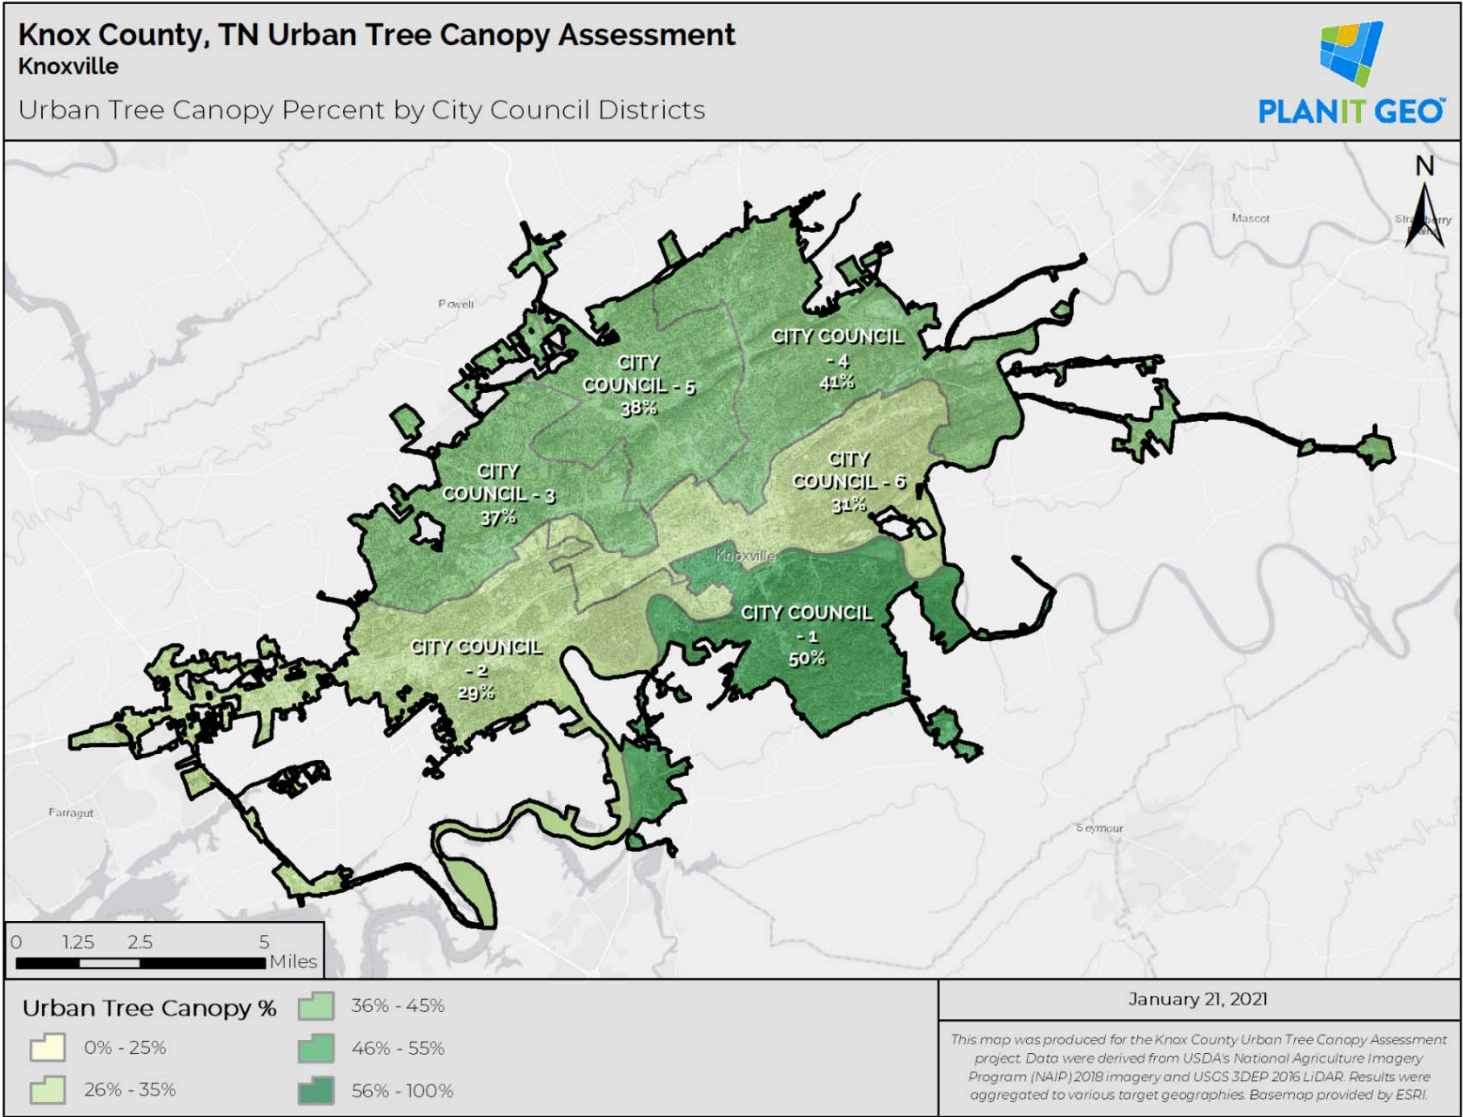 Knox County, TN Urban Tree Canopy Assessment
Knoxville
Urban Tree Canopy Percent by City Council Districts
PLANIT GEO™
N
Mascot
Powell
CITY COUNCIL
- 4
41%
CITY
COUNCIL - 5
38%
CITY
COUNCIL - 6
31%
CITY
COUNCIL - 3
37%
Knoxville
CITY COUNCIL
- 1
50%
CITY COUNCIL
- 2
29%
Farragut
Seymour
0 1.25 2.5 5
Miles
Urban Tree Canopy %
0% - 25%
26% - 35%
36% - 45%
46% - 55%
56% - 100%
January 21, 2021
This map was produced for the Knox County Urban Tree Canopy Assessment
project. Data were derived from USDA's National Agriculture Imagery
Program (NAIP) 2018 imagery and USGS 3DEP 2016 LiDAR. Results were
aggregated to various target geographies. Basemap provided by ESRI.